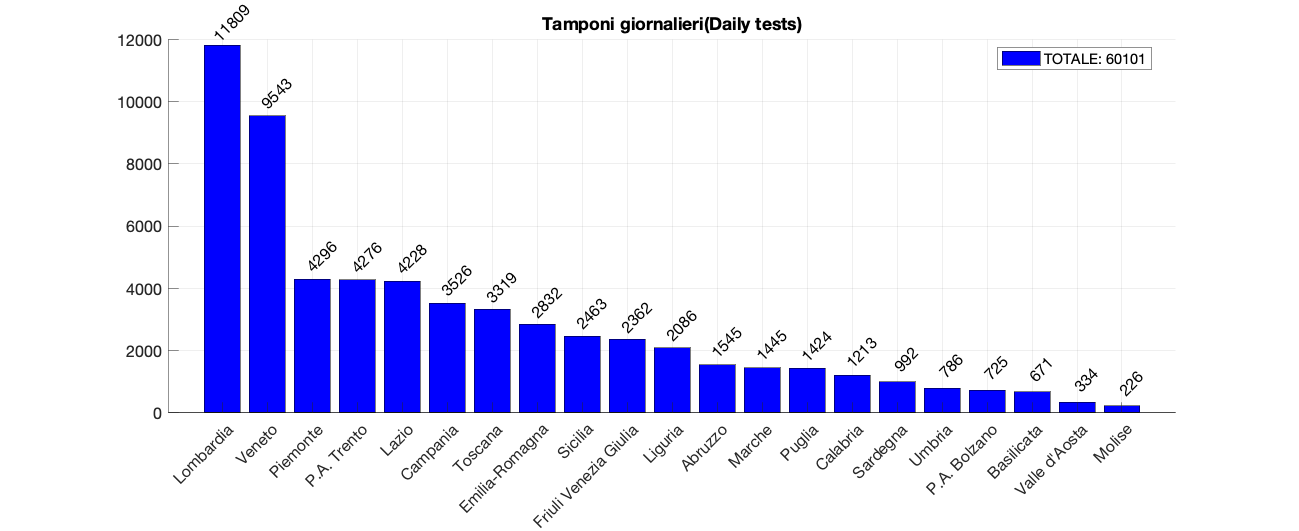 Tamponi giornalieri(Daily tests)
TOTALE: 60101
12000
10000
8000
6000
4000
2000
0
11809
9543
4296
4276
4228
3526
3319
2832
2463
2362
2086
1545
1445
1424
1213
992
786
725
671
334
226
Lombardia
Veneto
Piemonte
P.A. Trento
Lazio
Campania
Toscana
Emilia-Romagna
Sicilia
Friuli Venezia Giulia
Liguria
Abruzzo
Marche
Puglia
Calabria
Sardegna
Umbria
P.A. Bolzano
Basilicata
Valle d'Aosta
Molise